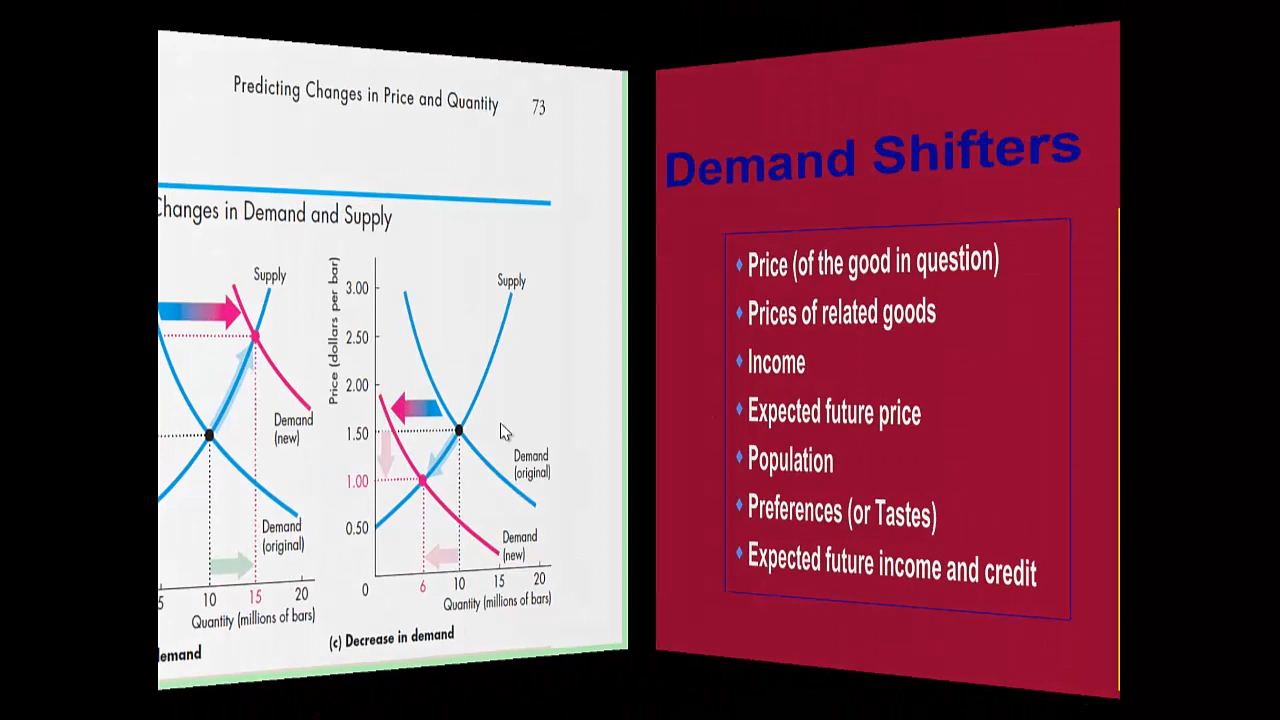 Predicting Changes in Price and Quantity 73
Changes in Demand and Supply
Supply
Demand
(new)
Demand
(original)
5 10 15 20
Quantity (millions of bars)
Price (dollars per bar)
3.00
2.50
2.00
1.50
1.00
0.50
0
Supply
Demand
(original)
Demand
(new)
6 10 15 20
Quantity (millions of bars)
(c) Decrease in demand
Demand Shifters
Price (of the good in question)
Prices of related goods
Income
Expected future price
Population
Preferences (or Tastes)
Expected future income and credit